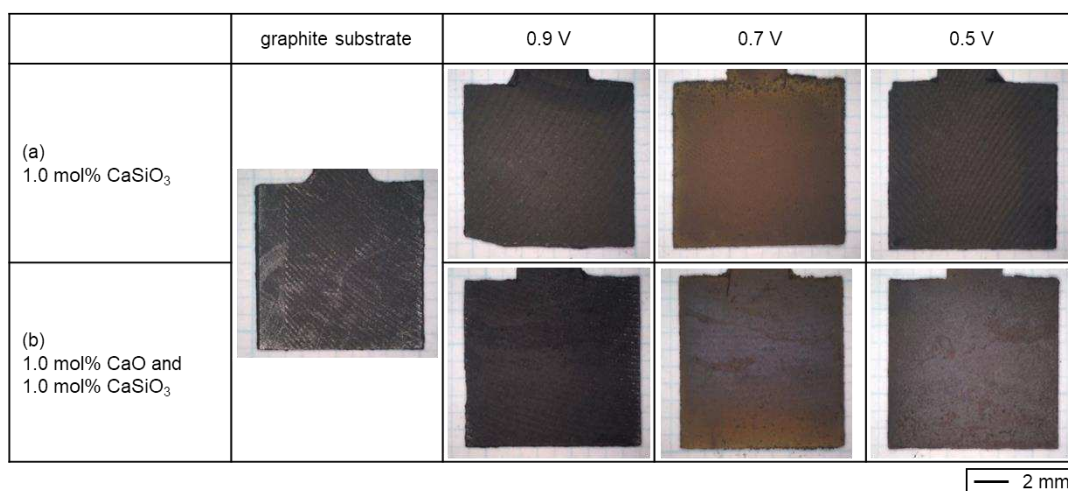 graphite substrate
0.9 V
0.7 V
0.5 V
(a)
1.0 mol% CaSiO₃
(b)
1.0 mol% CaO and
1.0 mol% CaSiO₃
2 mm